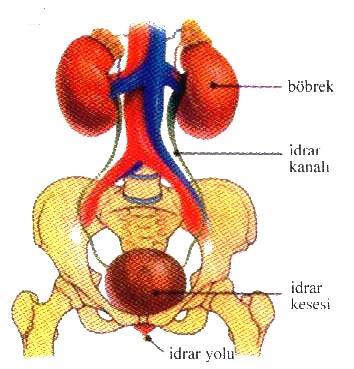 böbrek
idrar
kanalı
idrar
kesesi
idrar yolu